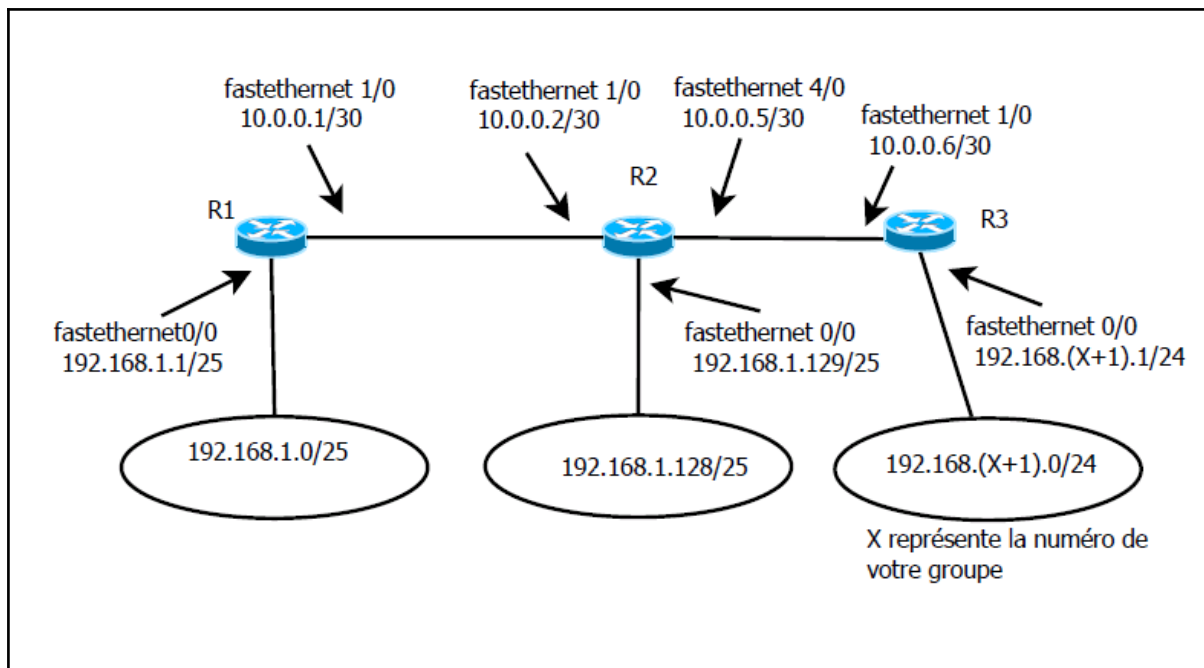 fastethernet 1/0
10.0.0.1/30
fastethernet 1/0
10.0.0.2/30
fastethernet 4/0
10.0.0.5/30
fastethernet 1/0
10.0.0.6/30
R1
R2
R3
fastethernet0/0
192.168.1.1/25
fastethernet 0/0
192.168.1.129/25
fastethernet 0/0
192.168.(X+1).1/24
192.168.1.0/25
192.168.1.128/25
192.168.(X+1).0/24
X représente la numéro de
votre groupe